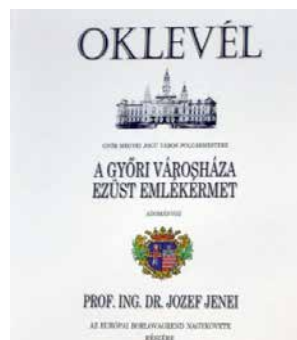 OKLEVÉL
GYŐR MEGYEI JOGÚ VÁROS POLGÁRMESTERE
A GYŐRI VÁROSHÁZA
EZÜST EMLÉKÉRMET
ADOMÁNYOZ
PROF. ING. DR. JOZEF JENEI
AZ EURÓPAI BORLOVAGREND NAGYKÖVETE
RÉSZÉRE